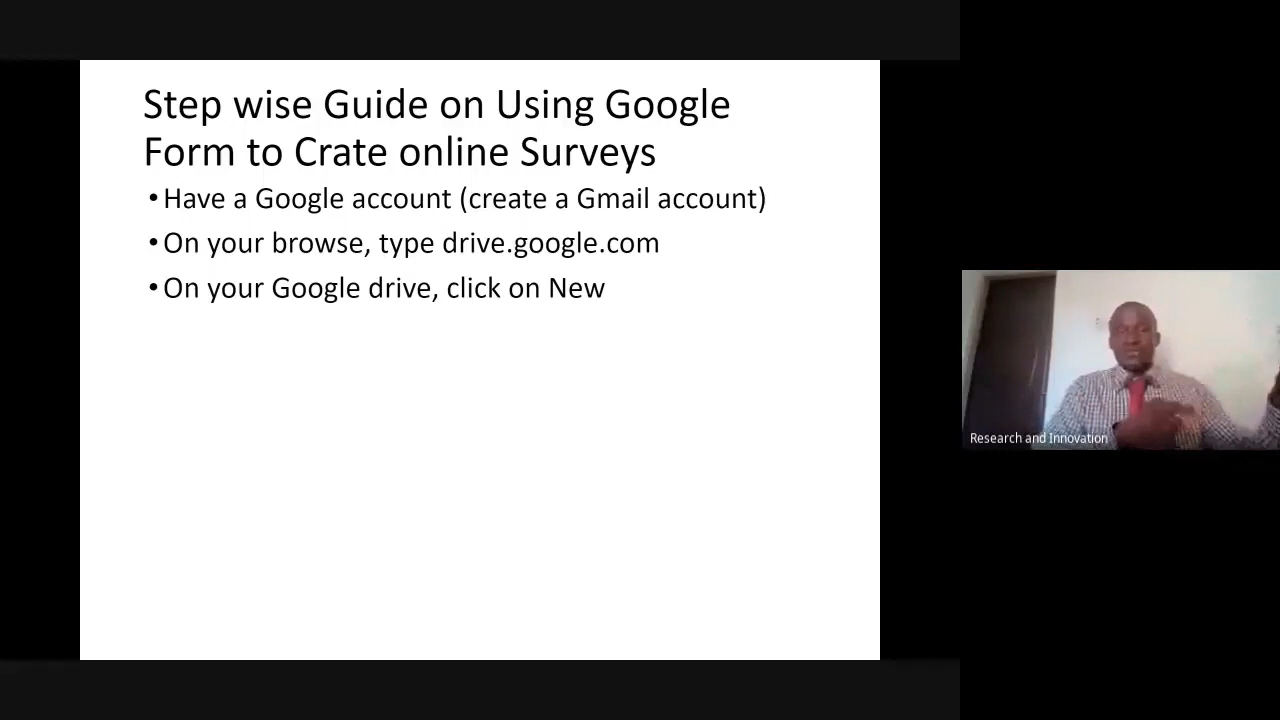 Step wise Guide on Using Google
Form to Crate online Surveys
•Have a Google account (create a Gmail account)
•On your browse, type drive.google.com
•On your Google drive, click on New
Research and Innovation